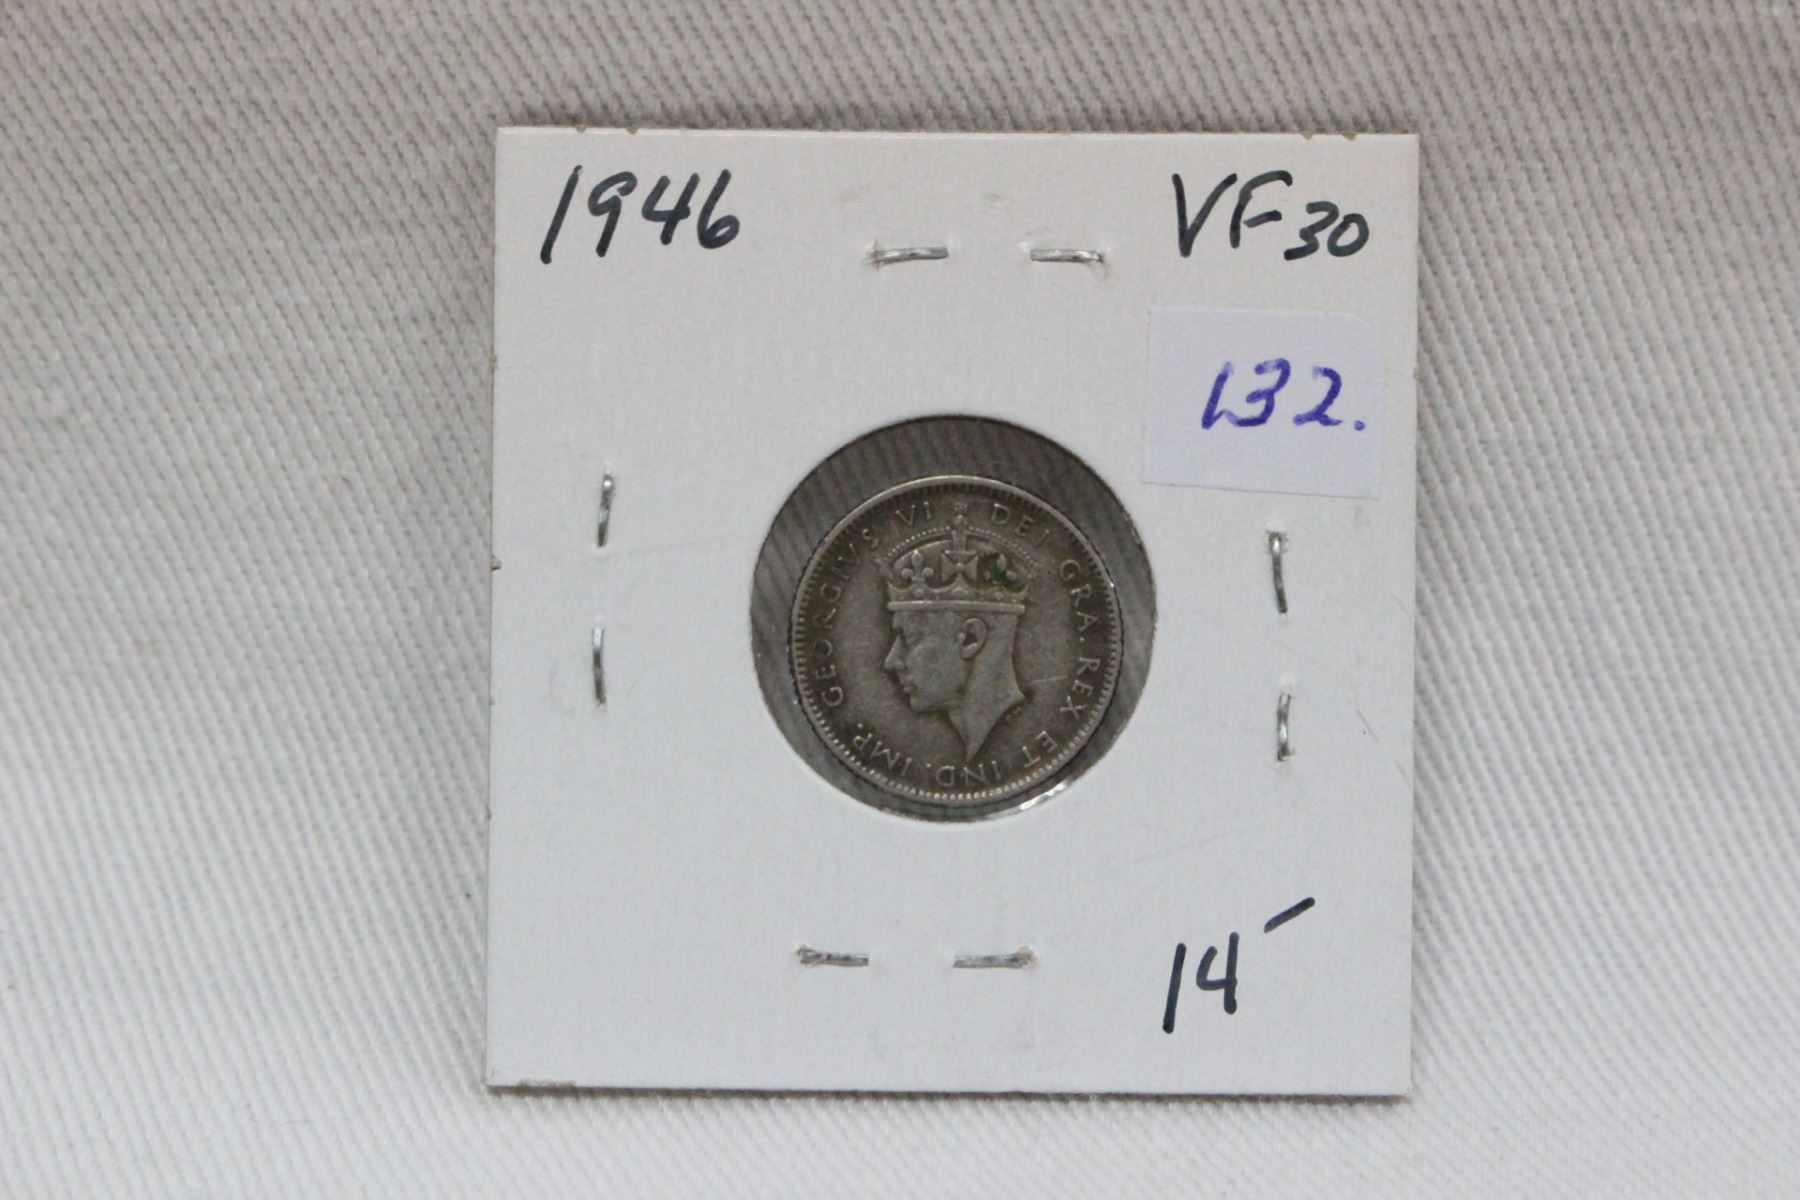 1946
VF30
132.
GEORGIVS VI DEI GRA. REX ET IND. IMP.
14-